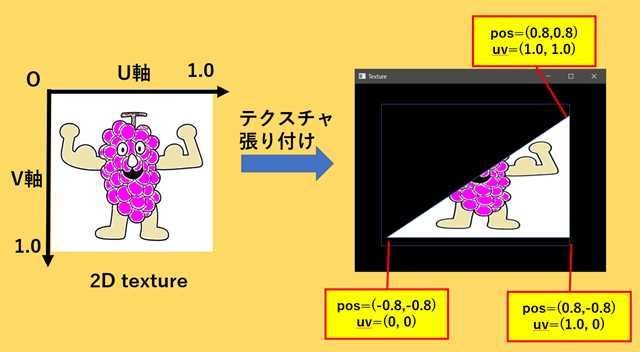 pos=(0.8,0.8)
uv=(1.0, 1.0)
O
U軸
1.0
Texture
テクスチャ
張り付け
V軸
1.0
2D texture
pos=(-0.8,-0.8)
uv=(0, 0)
pos=(0.8,-0.8)
uv=(1.0, 0)